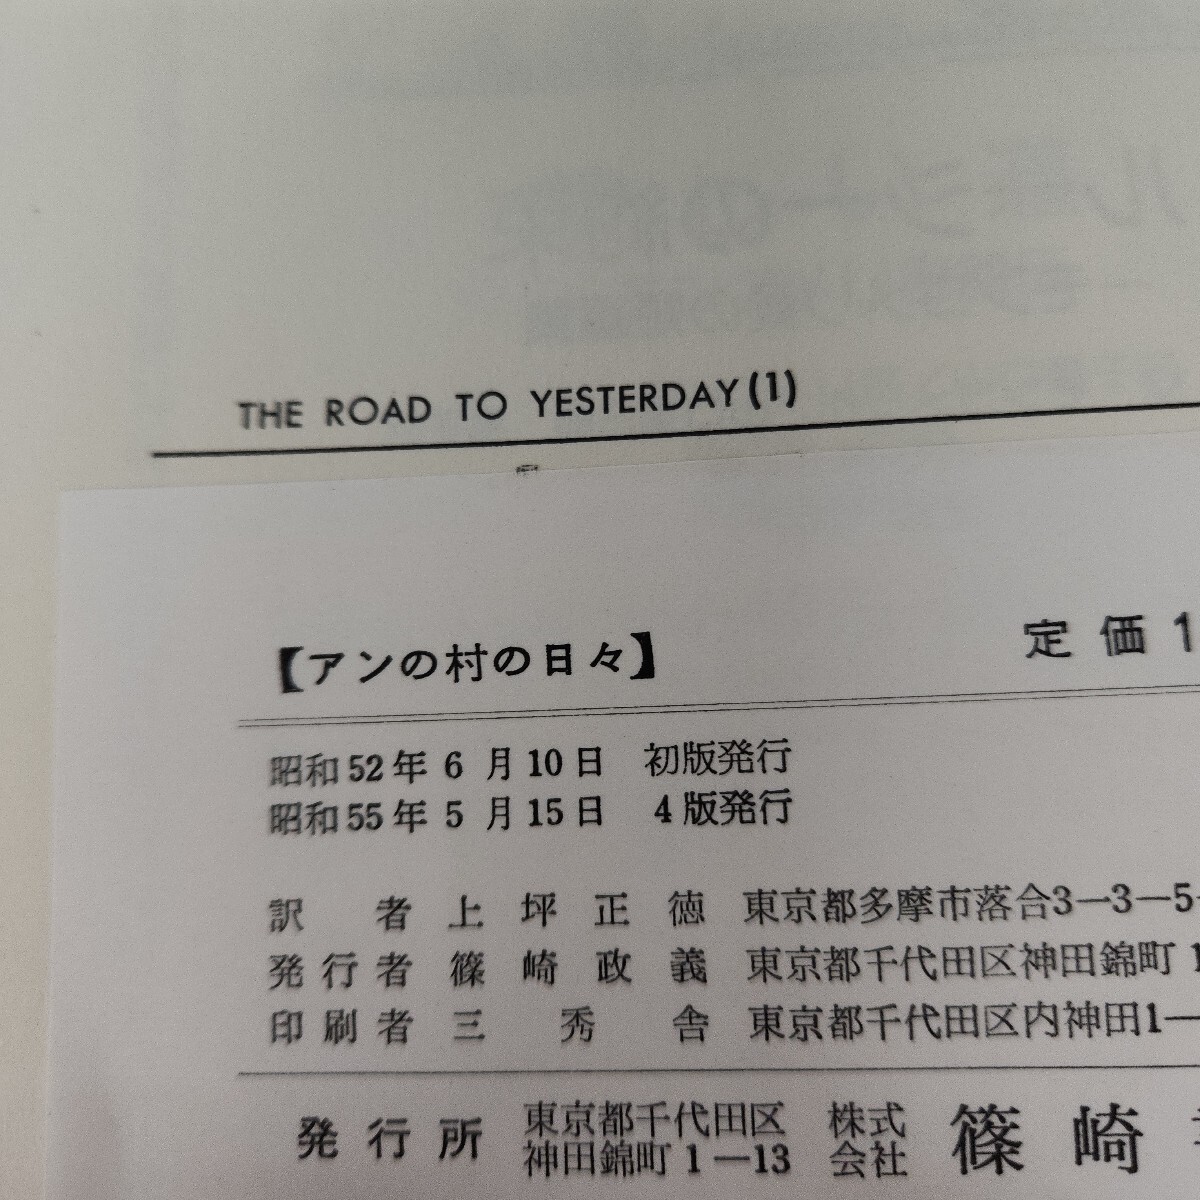 THE ROAD TO YESTERDAY(1)
【アンの村の日々】
定価1
昭和52年6月10日 初版発行
昭和55年5月15日 4版発行
訳者 上坪正徳 東京都多摩市落合3-3-5-
発行者 篠崎政義 東京都千代田区神田錦町1
印刷者 三秀舎 東京都千代田区内神田1-
発行所 東京都千代田区 株式 篠崎
神田錦町1-13 会社